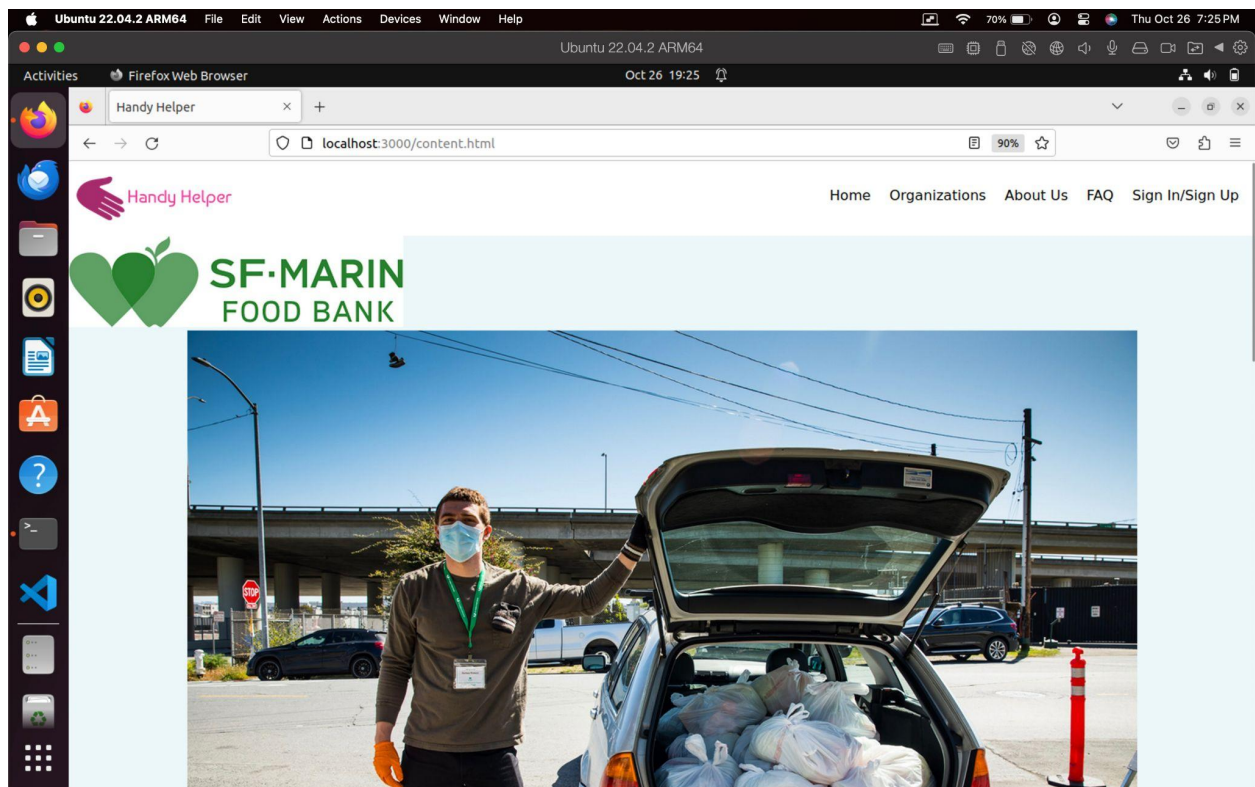 Ubuntu 22.04.2 ARM64 File Edit View Actions Devices Window Help 70% Thu Oct 26 7:25 PM
Ubuntu 22.04.2 ARM64
Activities Firefox Web Browser Oct 26 19:25
Handy Helper
localhost:3000/content.html 90%
Handy Helper Home Organizations About Us FAQ Sign In/Sign Up
SF·MARIN
FOOD BANK
STOP